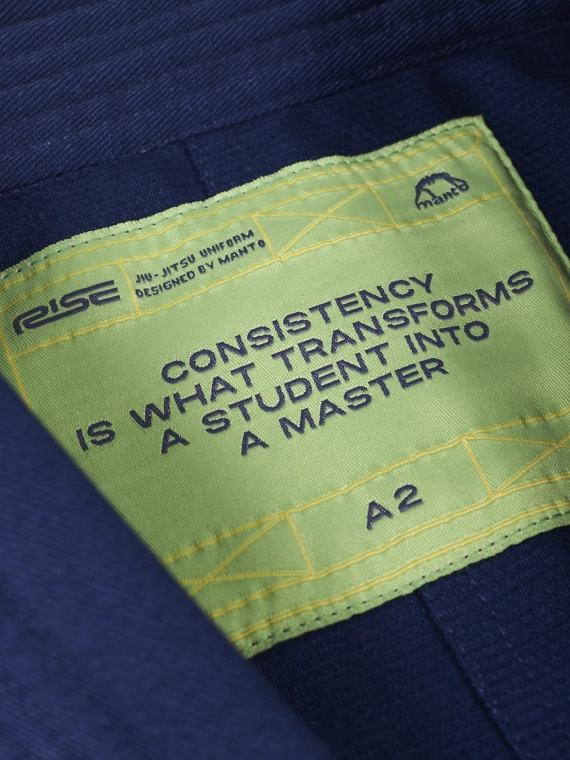 RISE
JIU-JITSU UNIFORM
DESIGNED BY MANTO
manto
CONSISTENCY
IS WHAT TRANSFORMS
A STUDENT INTO
A MASTER
A2